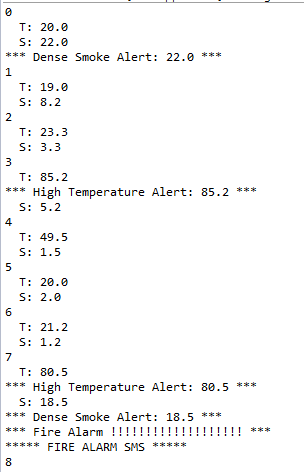 0
T: 20.0
S: 22.0
*** Dense Smoke Alert: 22.0 ***
1
T: 19.0
S: 8.2
2
T: 23.3
S: 3.3
3
T: 85.2
*** High Temperature Alert: 85.2 ***
S: 5.2
4
T: 49.5
S: 1.5
5
T: 20.0
S: 2.0
6
T: 21.2
S: 1.2
7
T: 80.5
*** High Temperature Alert: 80.5 ***
S: 18.5
*** Dense Smoke Alert: 18.5 ***
*** Fire Alarm !!!!!!!!!!!!!!!!!!! ***
***** FIRE ALARM SMS *****
8